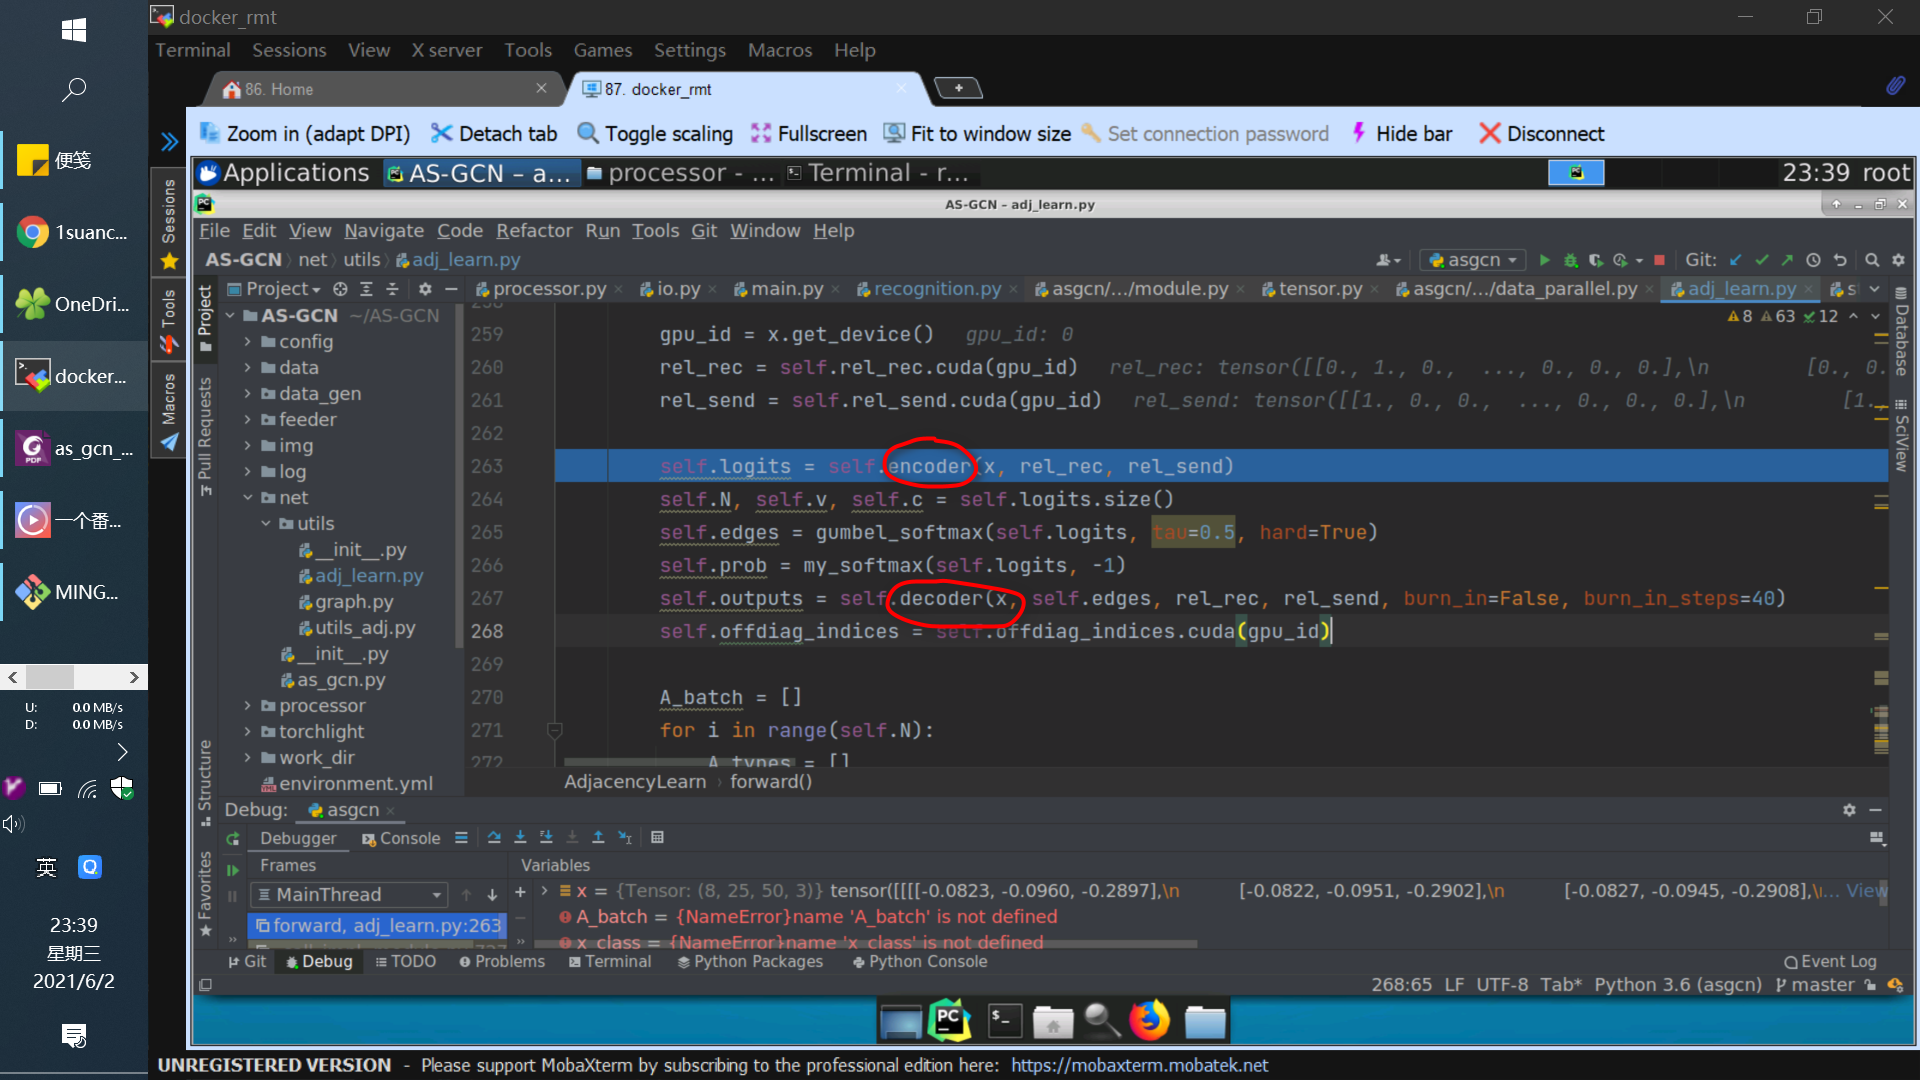 docker_rmt
Terminal Sessions View X server Tools Games Settings Macros Help
86. Home
87. docker_rmt
Zoom in (adapt DPI) Detach tab Toggle scaling Fullscreen Fit to window size Set connection password Hide bar Disconnect
Applications AS-GCN – a... processor - ... Terminal - r... 23:39 root
AS-GCN – adj_learn.py
File Edit View Navigate Code Refactor Run Tools Git Window Help
AS-GCN net utils adj_learn.py asgcn Git:
Project processor.py io.py main.py recognition.py asgcn/.../module.py tensor.py asgcn/.../data_parallel.py adj_learn.py
8 63 12
AS-GCN ~/AS-GCN
config
data
data_gen
feeder
img
log
net
utils
__init__.py
adj_learn.py
graph.py
utils_adj.py
__init__.py
as_gcn.py
processor
torchlight
work_dir
environment.yml
259 gpu_id = x.get_device() gpu_id: 0
260 rel_rec = self.rel_rec.cuda(gpu_id) rel_rec: tensor([[0., 1., 0., ..., 0., 0., 0.],\n [0., 0.
261 rel_send = self.rel_send.cuda(gpu_id) rel_send: tensor([[1., 0., 0., ..., 0., 0., 0.],\n [1.,
262
263 self.logits = self.encoder(x, rel_rec, rel_send)
264 self.N, self.v, self.c = self.logits.size()
265 self.edges = gumbel_softmax(self.logits, tau=0.5, hard=True)
266 self.prob = my_softmax(self.logits, -1)
267 self.outputs = self.decoder(x, self.edges, rel_rec, rel_send, burn_in=False, burn_in_steps=40)
268 self.offdiag_indices = self.offdiag_indices.cuda(gpu_id)
269
270 A_batch = []
271 for i in range(self.N):
272 A_types = []
AdjacencyLearn forward()
Debug: asgcn
Debugger Console
Frames Variables
MainThread
forward, adj_learn.py:263
x = {Tensor: (8, 25, 50, 3)} tensor([[[[-0.0823, -0.0960, -0.2897],\n [-0.0822, -0.0951, -0.2902],\n [-0.0827, -0.0945, -0.2908],\... View
A_batch = {NameError}name 'A_batch' is not defined
x_class = {NameError}name 'x_class' is not defined
Git Debug TODO Problems Terminal Python Packages Python Console Event Log
268:65 LF UTF-8 Tab* Python 3.6 (asgcn) master
Sessions
Tools
Macros
Project
Pull Requests
Structure
Favorites
Database
SciView
便笺
1suanc...
OneDri...
docker...
as_gcn_...
一个番...
MING...
U: 0.0 MB/s
D: 0.0 MB/s
英
23:39
星期三
2021/6/2
UNREGISTERED VERSION - Please support MobaXterm by subscribing to the professional edition here: https://mobaxterm.mobatek.net